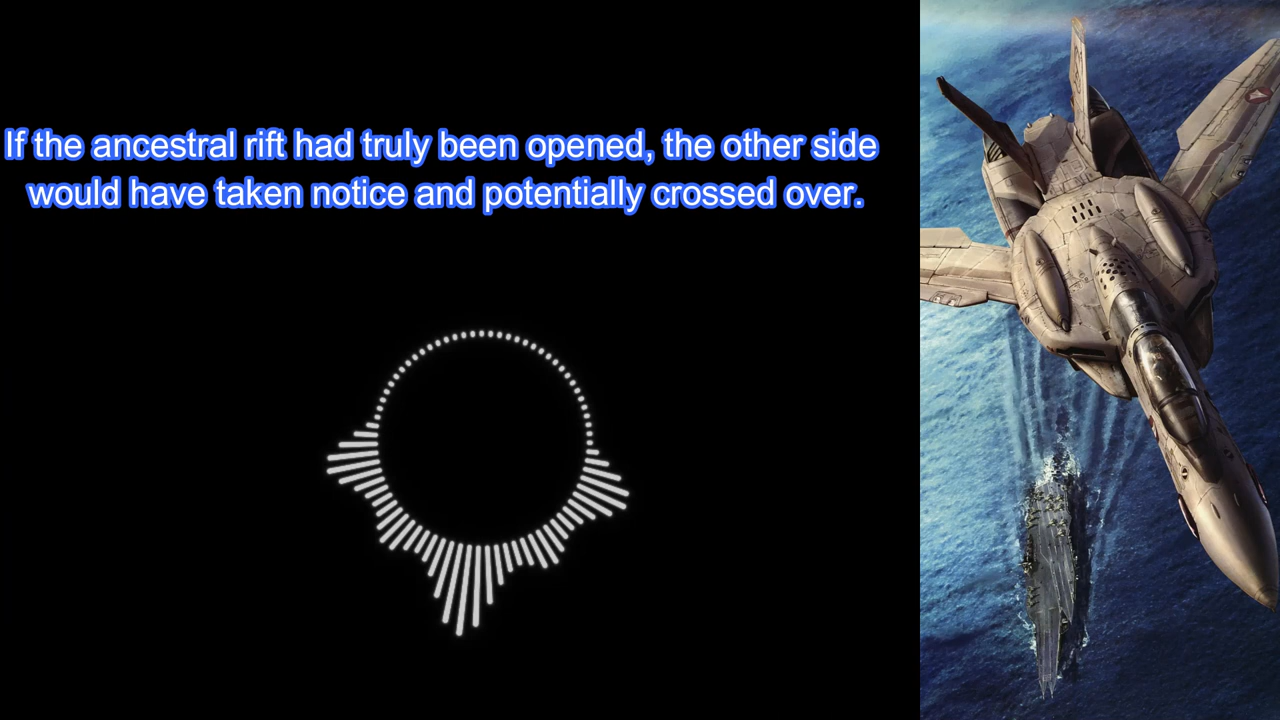 If the ancestral rift had truly been opened, the other side
would have taken notice and potentially crossed over.